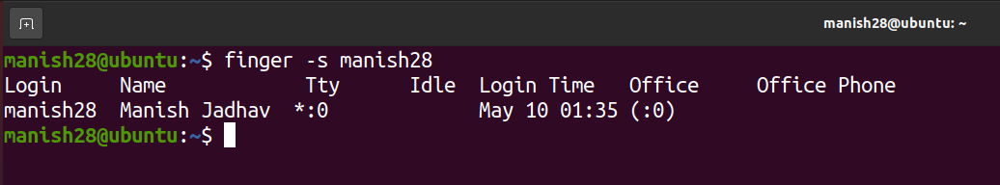 manish28@ubuntu: ~
manish28@ubuntu:~$ finger -s manish28
Login     Name            Tty      Idle  Login Time   Office     Office Phone
manish28  Manish Jadhav  *:0             May 10 01:35 (:0)
manish28@ubuntu:~$